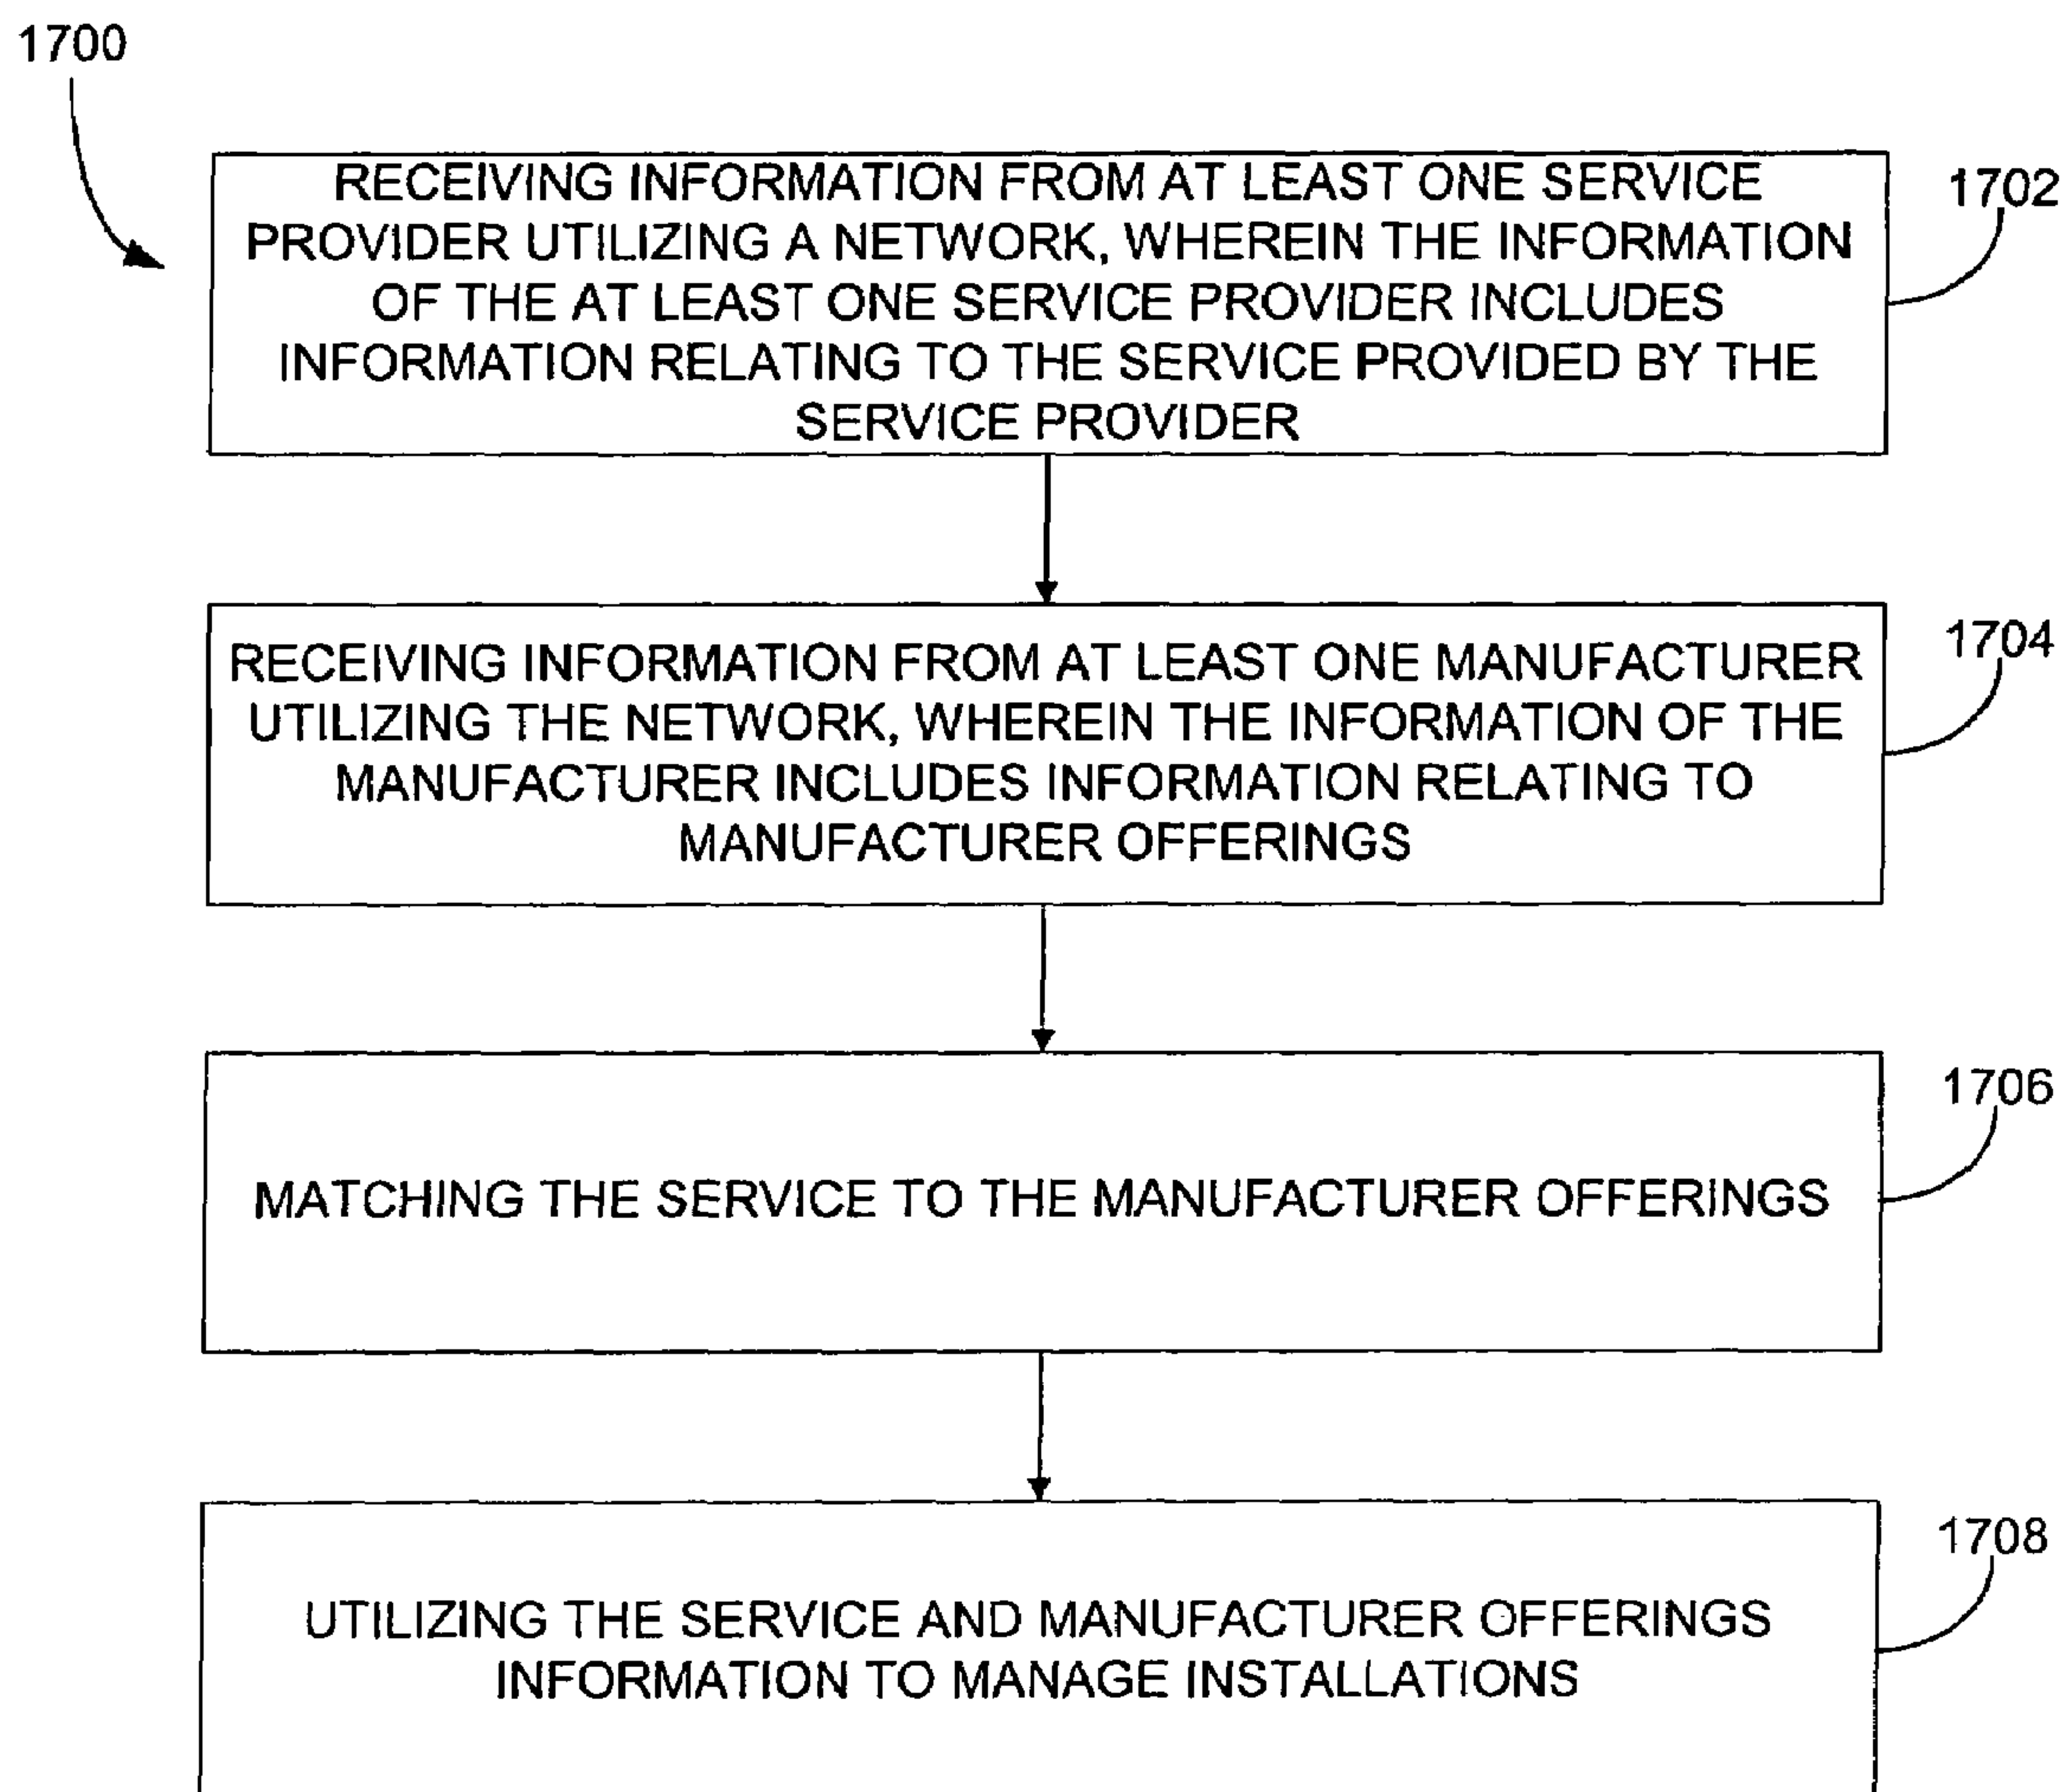 1700
RECEIVING INFORMATION FROM AT LEAST ONE SERVICE
PROVIDER UTILIZING A NETWORK, WHEREIN THE INFORMATION
OF THE AT LEAST ONE SERVICE PROVIDER INCLUDES
INFORMATION RELATING TO THE SERVICE PROVIDED BY THE
SERVICE PROVIDER
1702
RECEIVING INFORMATION FROM AT LEAST ONE MANUFACTURER
UTILIZING THE NETWORK, WHEREIN THE INFORMATION OF THE
MANUFACTURER INCLUDES INFORMATION RELATING TO
MANUFACTURER OFFERINGS
1704
MATCHING THE SERVICE TO THE MANUFACTURER OFFERINGS
1706
UTILIZING THE SERVICE AND MANUFACTURER OFFERINGS
INFORMATION TO MANAGE INSTALLATIONS
1708